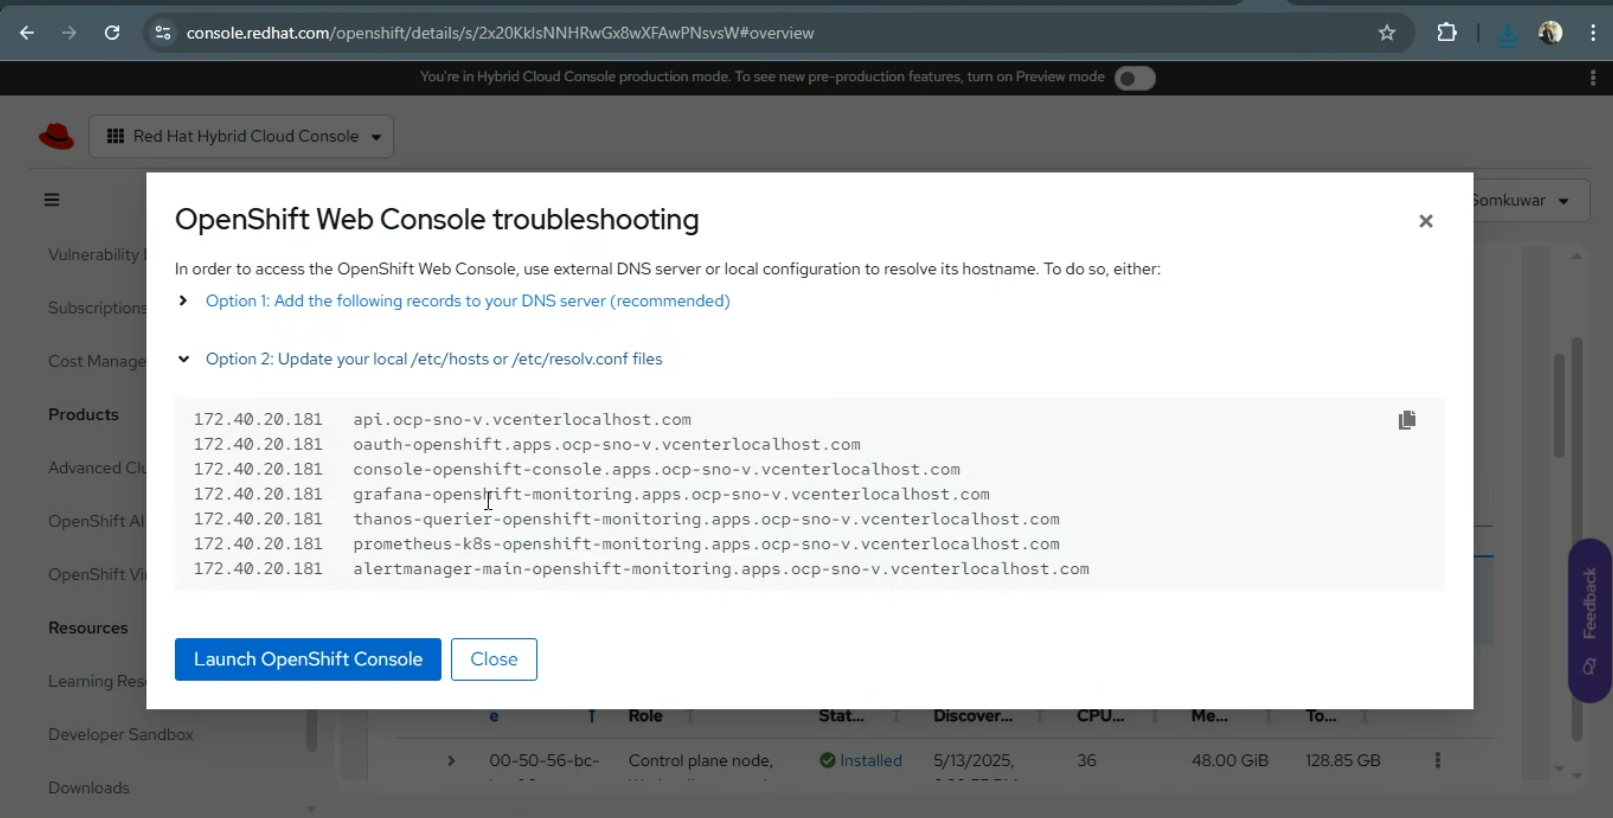 console.redhat.com/openshift/details/s/2x20KklsNNHRwGx8wXFAwPNsvsW#overview
You're in Hybrid Cloud Console production mode. To see new pre-production features, turn on Preview mode
Red Hat Hybrid Cloud Console
Somkuwar
OpenShift Web Console troubleshooting
In order to access the OpenShift Web Console, use external DNS server or local configuration to resolve its hostname. To do so, either:
Option 1: Add the following records to your DNS server (recommended)
Option 2: Update your local /etc/hosts or /etc/resolv.conf files
172.40.20.181 api.ocp-sno-v.vcenterlocalhost.com
172.40.20.181 oauth-openshift.apps.ocp-sno-v.vcenterlocalhost.com
172.40.20.181 console-openshift-console.apps.ocp-sno-v.vcenterlocalhost.com
172.40.20.181 grafana-openshift-monitoring.apps.ocp-sno-v.vcenterlocalhost.com
172.40.20.181 thanos-querier-openshift-monitoring.apps.ocp-sno-v.vcenterlocalhost.com
172.40.20.181 prometheus-k8s-openshift-monitoring.apps.ocp-sno-v.vcenterlocalhost.com
172.40.20.181 alertmanager-main-openshift-monitoring.apps.ocp-sno-v.vcenterlocalhost.com
Launch OpenShift Console
Close
Vulnerability
Subscriptions
Cost Manage
Products
Advanced Clu
OpenShift AI
OpenShift Vi
Resources
Learning Res
Developer Sandbox
Downloads
e Role Stat... Discover... CPU... Me... To...
00-50-56-bc- Control plane node, Installed 5/13/2025, 36 48.00 GiB 128.85 GB
Feedback